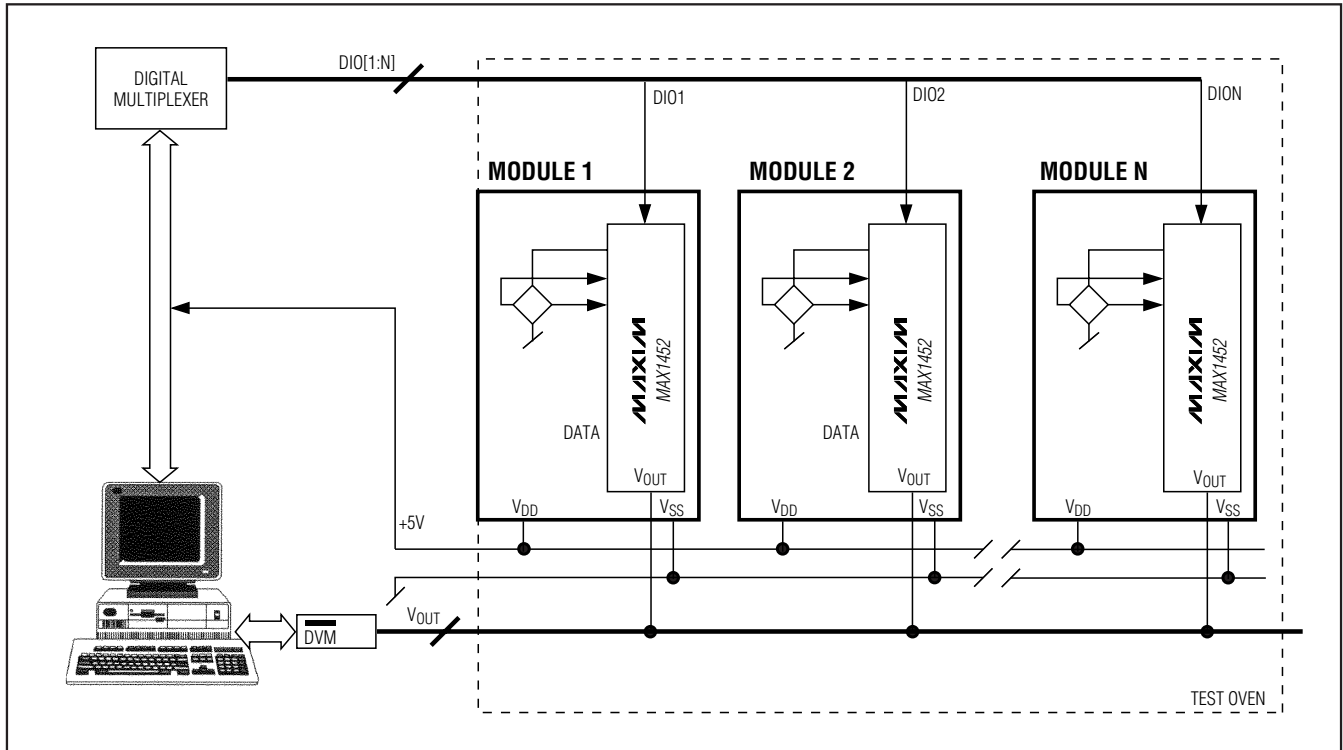 DIGITAL
MULTIPLEXER
DIO[1:N]
DIO1
DIO2
DION
MODULE 1
MODULE 2
MODULE N
MAXIM
MAX1452
MAXIM
MAX1452
MAXIM
MAX1452
DATA
DATA
VOUT
VOUT
VOUT
VDD
VSS
VDD
VSS
VDD
VSS
+5V
VOUT
DVM
TEST OVEN